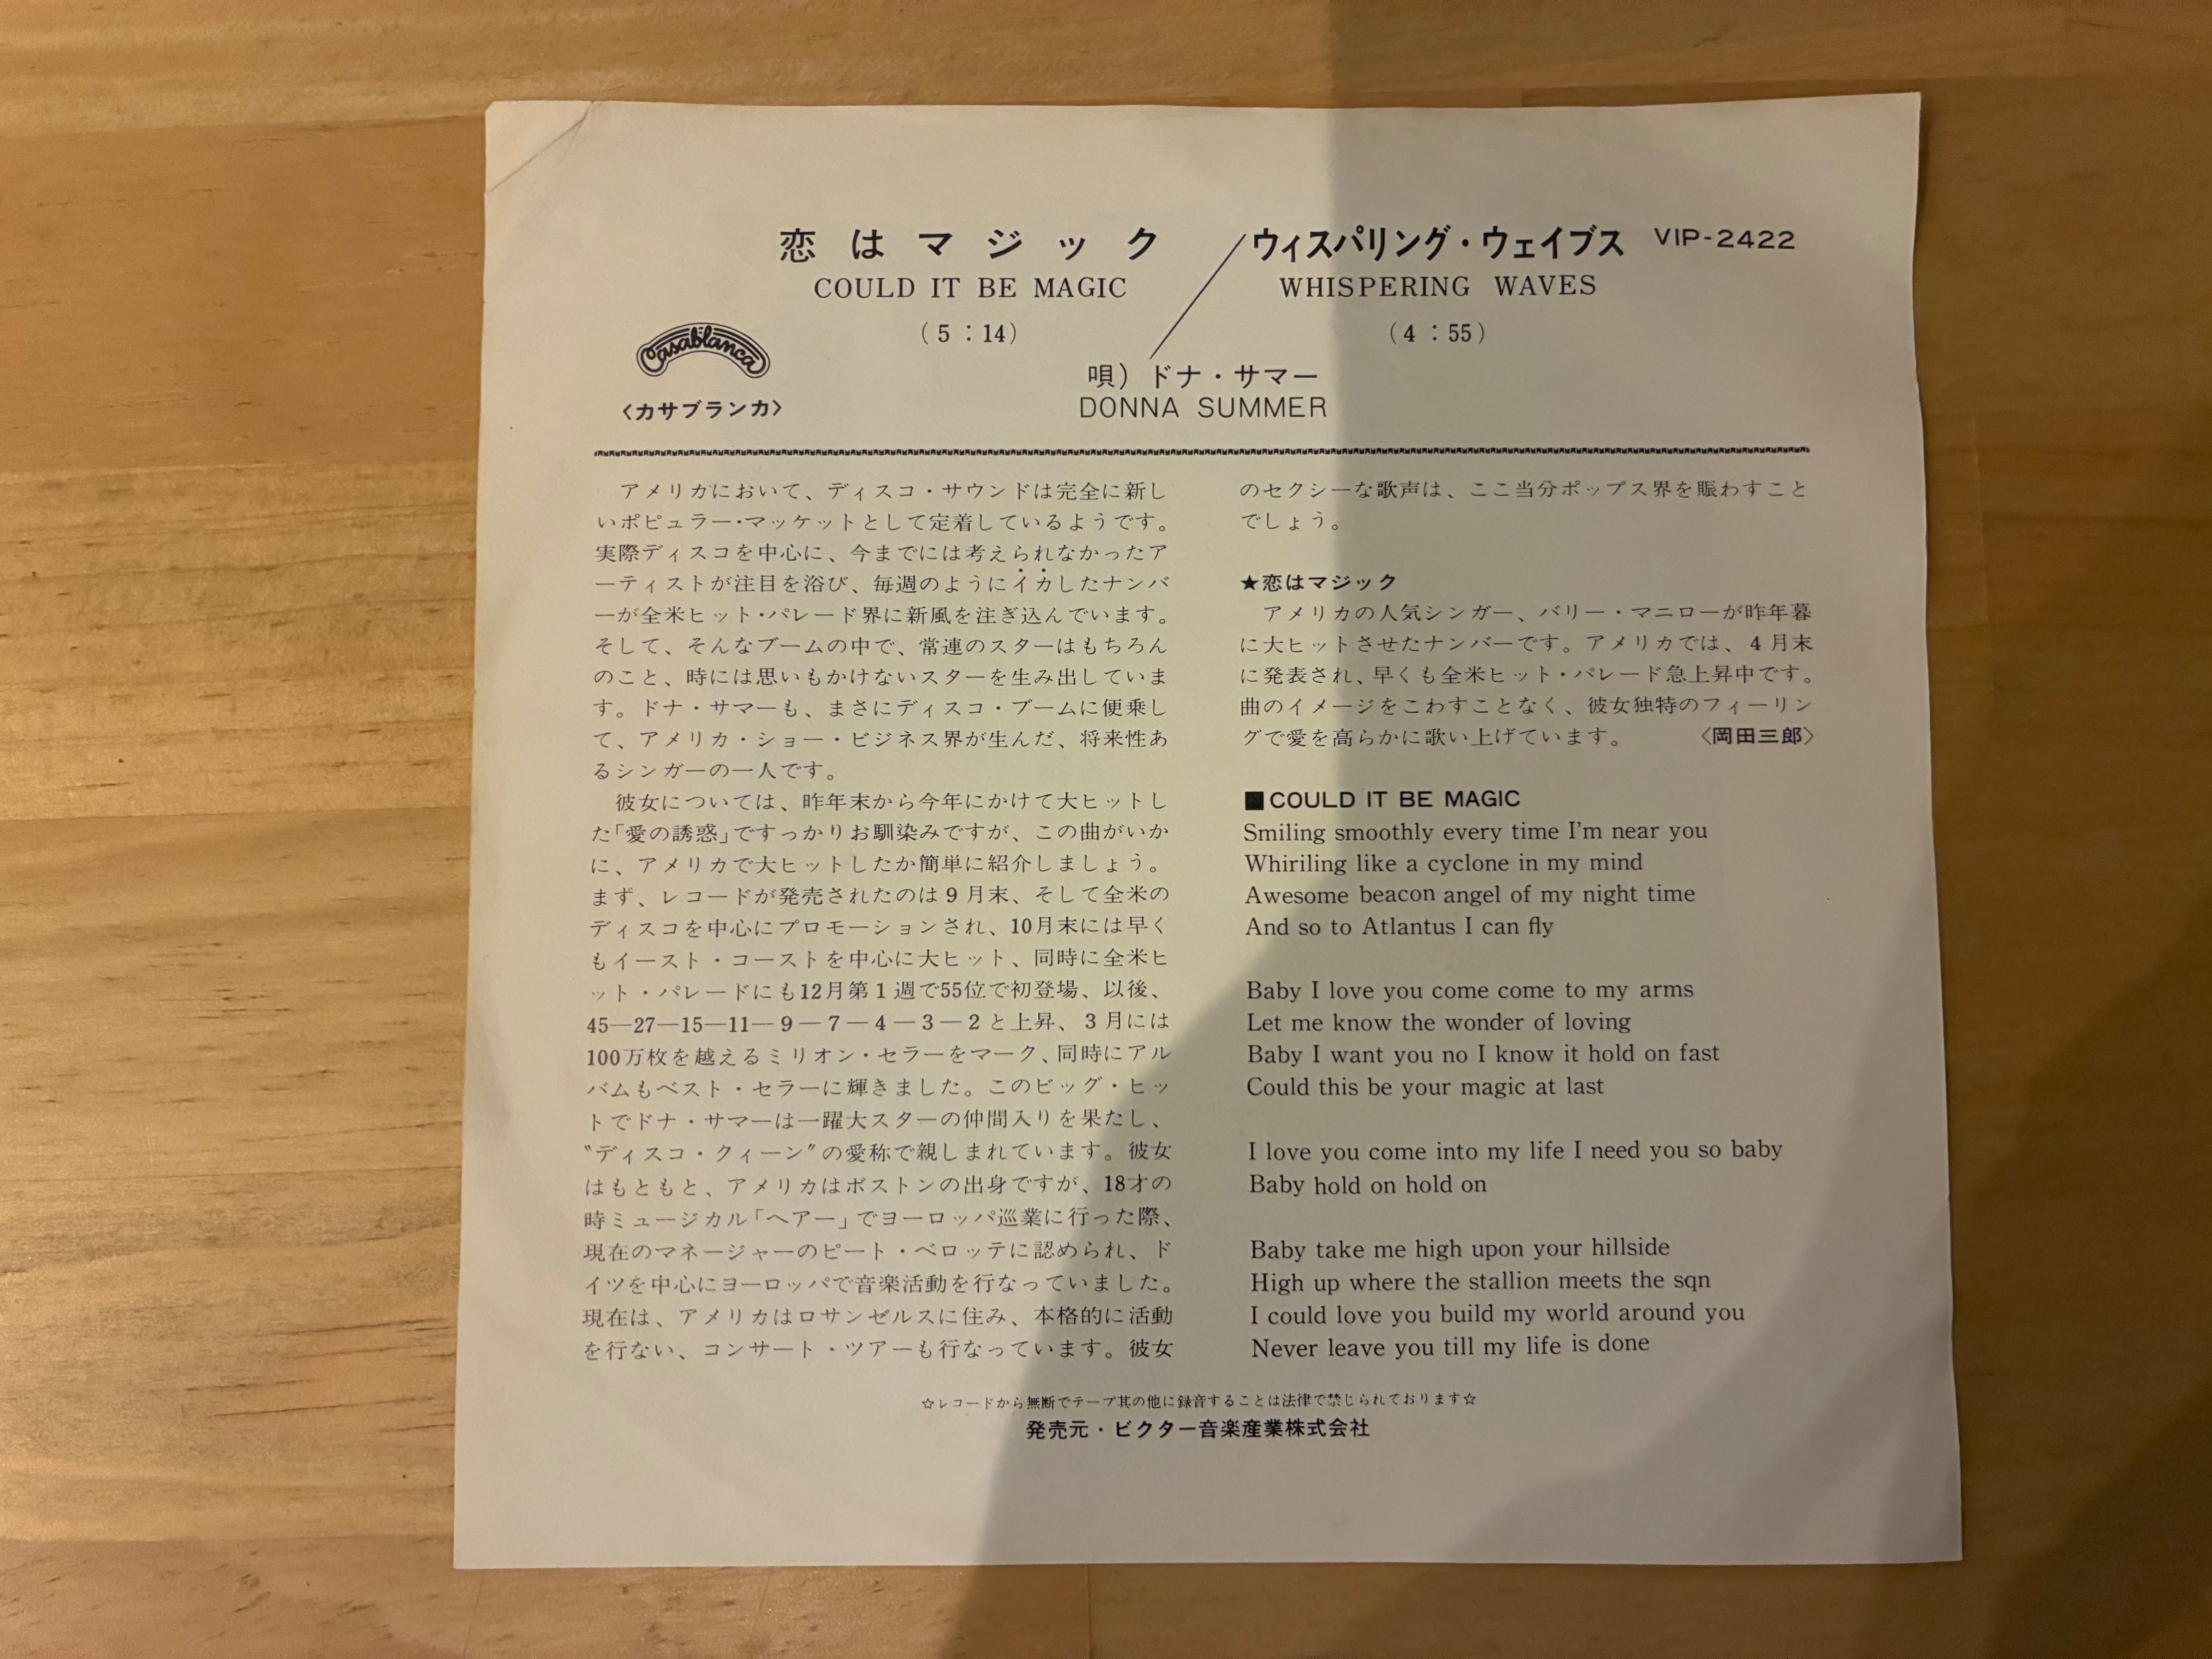 恋はマジック
COULD IT BE MAGIC
(5:14)
ウィスパリング・ウェイブス
WHISPERING WAVES
(4:55)
VIP-2422
Casablanca
〈カサブランカ〉
唄）ドナ・サマー
DONNA SUMMER
アメリカにおいて、ディスコ・サウンドは完全に新し
いポピュラー・マッケットとして定着しているようです。
実際ディスコを中心に、今までには考えられなかったア
ーティストが注目を浴び、毎週のようにイカしたナンバ
ーが全米ヒット・パレード界に新風を注ぎ込んでいます。
そして、そんなブームの中で、常連のスターはもちろん
のこと、時には思いもかけないスターを生み出していま
す。ドナ・サマーも、まさにディスコ・ブームに便乗し
て、アメリカ・ショー・ビジネス界が生んだ、将来性あ
るシンガーの一人です。
彼女については、昨年末から今年にかけて大ヒットし
た「愛の誘惑」ですっかりお馴染みですが、この曲がいか
に、アメリカで大ヒットしたか簡単に紹介しましょう。
まず、レコードが発売されたのは9月末、そして全米の
ディスコを中心にプロモーションされ、10月末には早く
もイースト・コーストを中心に大ヒット、同時に全米ヒ
ット・パレードにも12月第1週で55位で初登場、以後、
45―27―15―11―9―7―4―3―2と上昇、3月には
100万枚を越えるミリオン・セラーをマーク、同時にアル
バムもベスト・セラーに輝きました。このビッグ・ヒッ
トでドナ・サマーは一躍大スターの仲間入りを果たし、
〝ディスコ・クィーン〟の愛称で親しまれています。彼女
はもともと、アメリカはボストンの出身ですが、18才の
時ミュージカル「ヘアー」でヨーロッパ巡業に行った際、
現在のマネージャーのピート・ベロッテに認められ、ド
イツを中心にヨーロッパで音楽活動を行なっていました。
現在は、アメリカはロサンゼルスに住み、本格的に活動
を行ない、コンサート・ツアーも行なっています。彼女
のセクシーな歌声は、ここ当分ポップス界を賑わすこと
でしょう。
★恋はマジック
アメリカの人気シンガー、バリー・マニローが昨年暮
に大ヒットさせたナンバーです。アメリカでは、4月末
に発表され、早くも全米ヒット・パレード急上昇中です。
曲のイメージをこわすことなく、彼女独特のフィーリン
グで愛を高らかに歌い上げています。 〈岡田三郎〉
■COULD IT BE MAGIC
Smiling smoothly every time I'm near you
Whiriling like a cyclone in my mind
Awesome beacon angel of my night time
And so to Atlantus I can fly
Baby I love you come come to my arms
Let me know the wonder of loving
Baby I want you no I know it hold on fast
Could this be your magic at last
I love you come into my life I need you so baby
Baby hold on hold on
Baby take me high upon your hillside
High up where the stallion meets the sqn
I could love you build my world around you
Never leave you till my life is done
☆レコードから無断でテープ其の他に録音することは法律で禁じられております☆
発売元・ビクター音楽産業株式会社